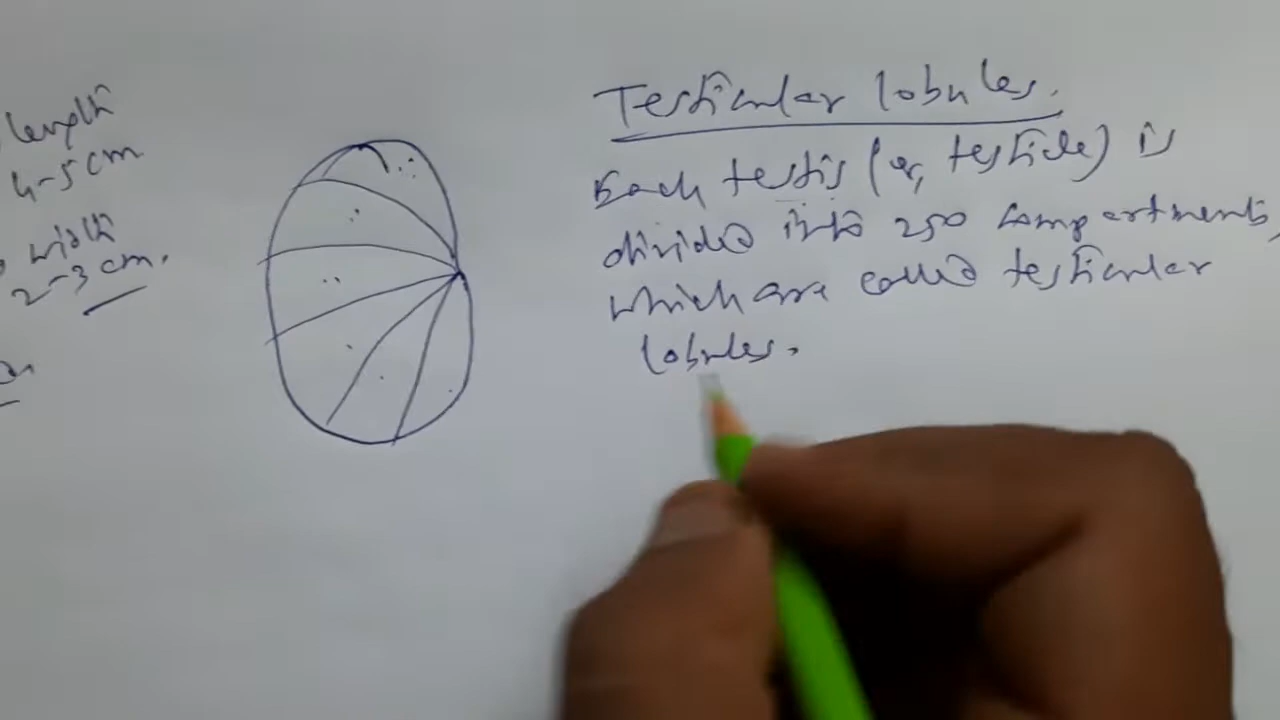 length
4-5 cm
width
2-3 cm.
Testicular lobules.
Each testis (or, testicle) is
divided into 250 compartments,
which are called testicular
lobules.